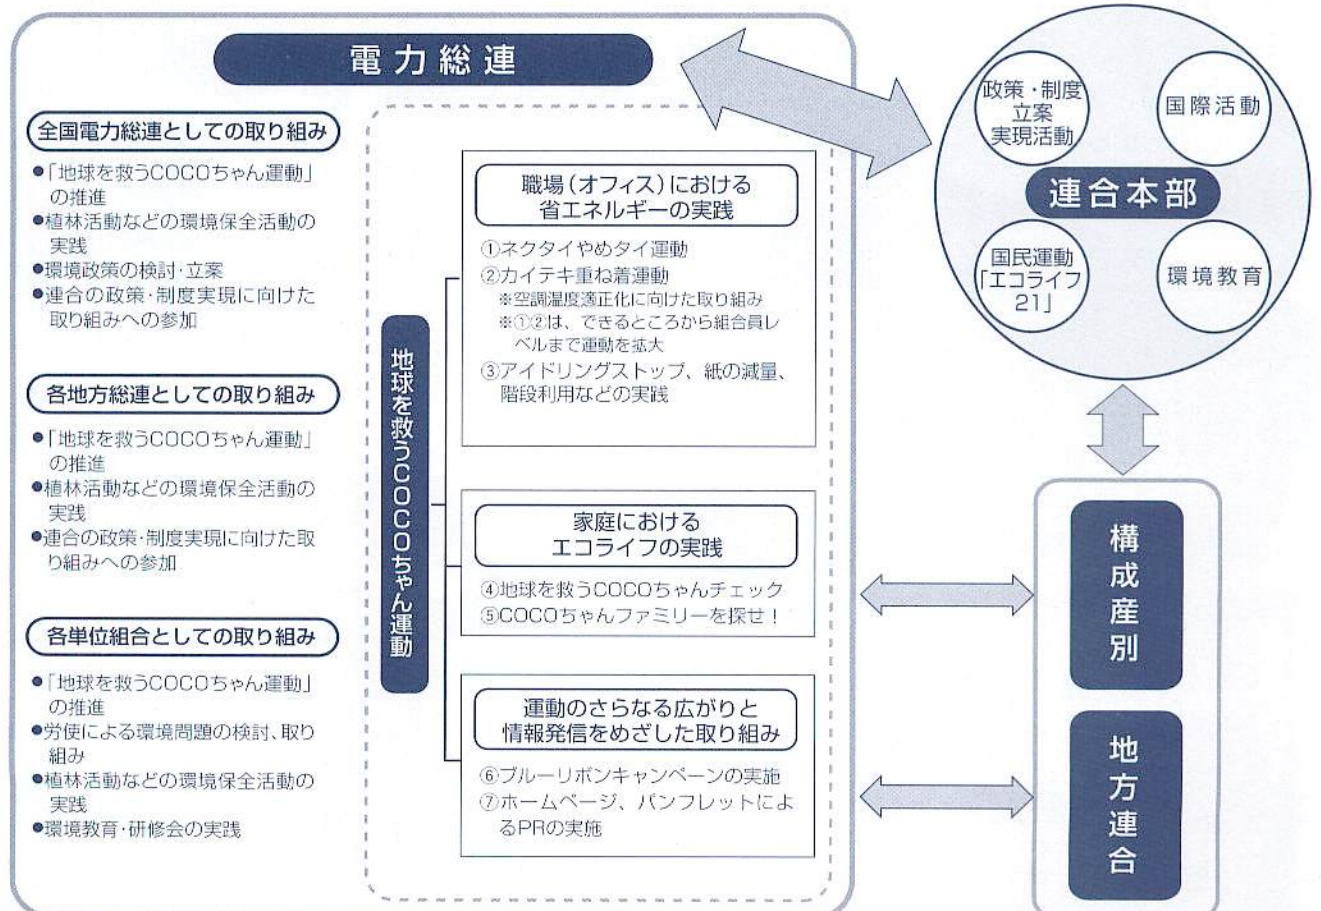 電力総連
全国電力総連としての取り組み
●「地球を救うCOCOちゃん運動」
の推進
●植林活動などの環境保全活動の
実践
●環境政策の検討・立案
●連合の政策・制度実現に向けた
取り組みへの参加
各地方総連としての取り組み
●「地球を救うCOCOちゃん運動」
の推進
●植林活動などの環境保全活動の
実践
●連合の政策・制度実現に向けた取
り組みへの参加
各単位組合としての取り組み
●「地球を救うCOCOちゃん運動」
の推進
●労使による環境問題の検討、取り
組み
●植林活動などの環境保全活動の
実践
●環境教育・研修会の実践
地球を救うCOCOちゃん運動
職場(オフィス)における
省エネルギーの実践
①ネクタイやめタイ運動
②カイテキ重ね着運動
※空調温度適正化に向けた取り組み
※①②は、できるところから組合員レ
ベルまで運動を拡大
③アイドリングストップ、紙の減量、
階段利用などの実践
家庭における
エコライフの実践
④地球を救うCOCOちゃんチェック
⑤COCOちゃんファミリーを探せ!
運動のさらなる広がりと
情報発信をめざした取り組み
⑥ブルーリボンキャンペーンの実施
⑦ホームページ、パンフレットによ
るPRの実施
政策・制度
立案
実現活動
国際活動
連合本部
国民運動
「エコライフ
21」
環境教育
構成産別
地方連合